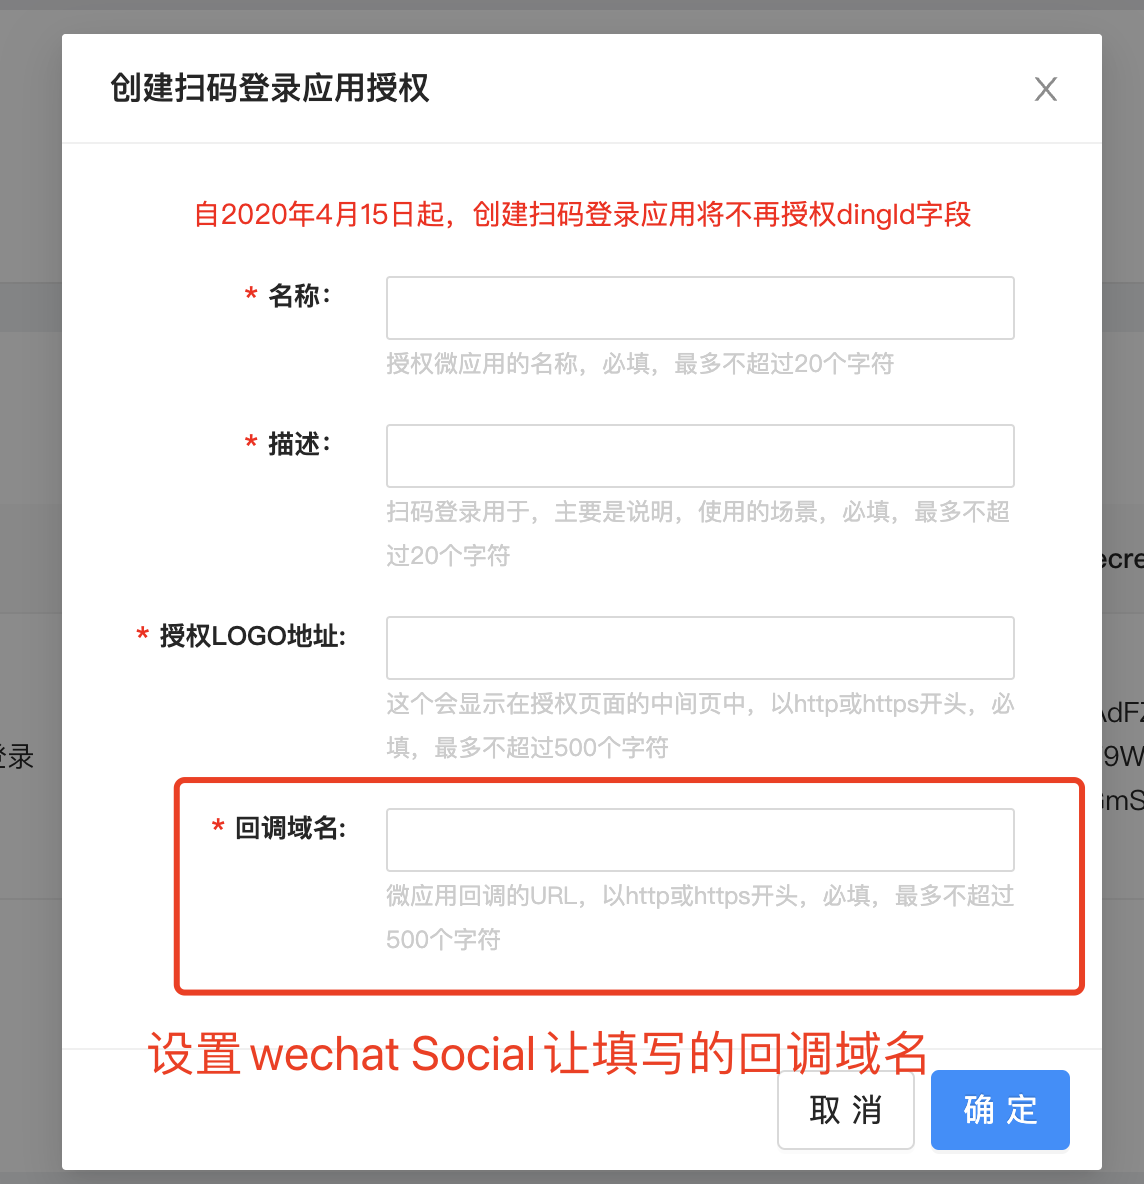 创建扫码登录应用授权
自2020年4月15日起，创建扫码登录应用将不再授权dingId字段
* 名称：
授权微应用的名称，必填，最多不超过20个字符
* 描述：
扫码登录用于，主要是说明，使用的场景，必填，最多不超
过20个字符
ecre
* 授权LOGO地址:
这个会显示在授权页面的中间页中，以http或https开头，必
填，最多不超过500个字符
AdFZ
9W
GmS
登录
* 回调域名:
微应用回调的URL，以http或https开头，必填，最多不超过
500个字符
设置wechat Social让填写的回调域名
取 消
确 定